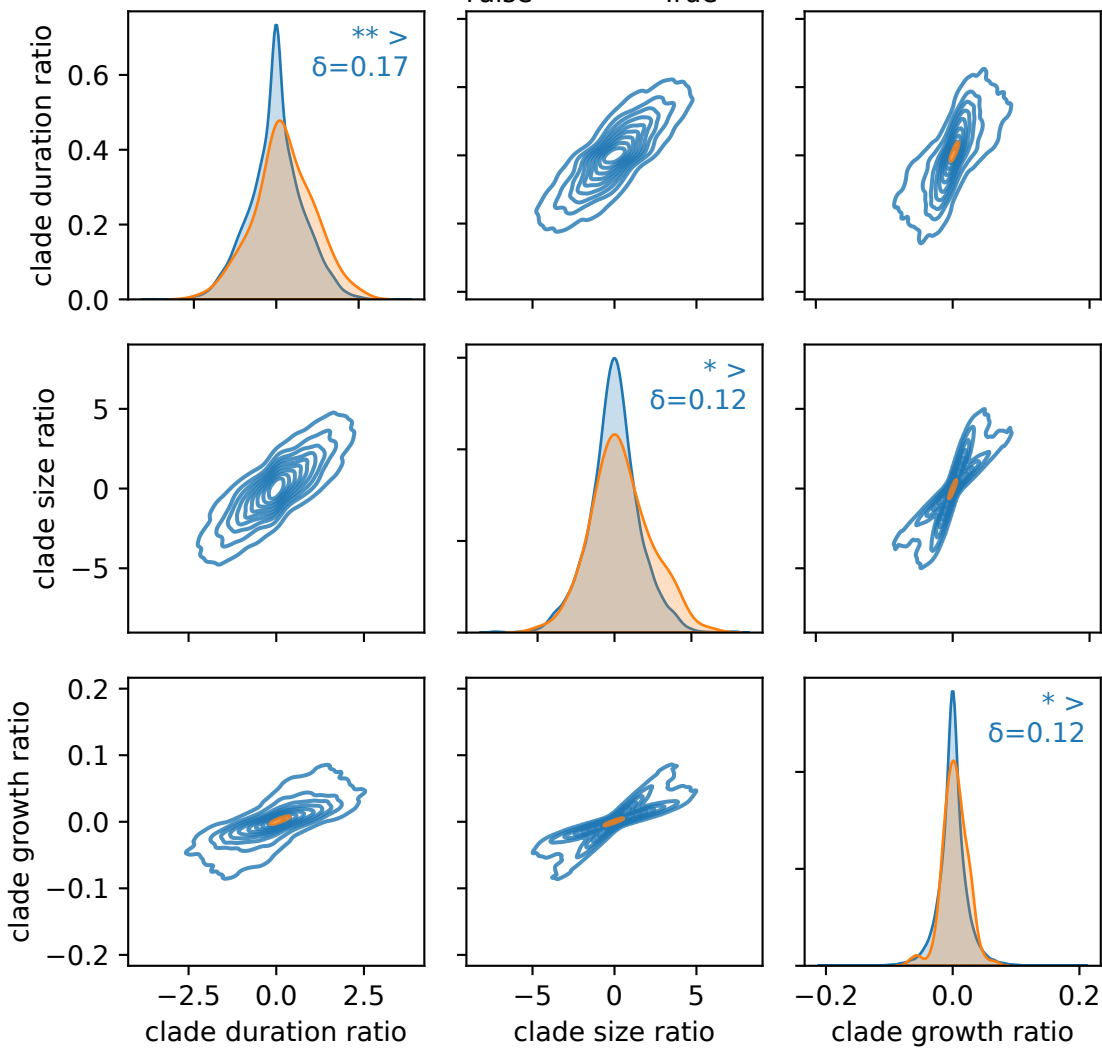 False True
clade duration ratio
0.6
0.4
0.2
0.0
** >
δ=0.17
clade size ratio
5
0
−5
* >
δ=0.12
clade growth ratio
0.2
0.1
0.0
−0.1
−0.2
* >
δ=0.12
−2.5 0.0 2.5
−5 0 5
−0.2 0.0 0.2
clade duration ratio
clade size ratio
clade growth ratio